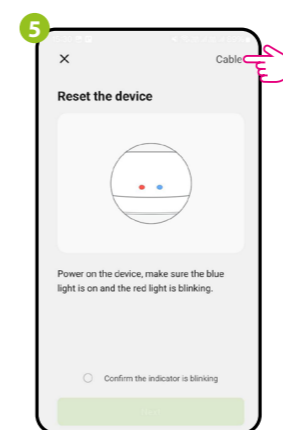 5
Cable
Reset the device
Power on the device, make sure the blue
light is on and the red light is blinking.
Confirm the indicator is blinking